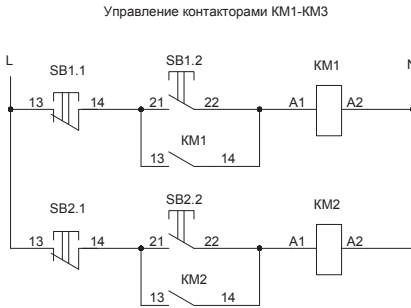 Управление контакторами КМ1-КМ3
L
N
SB1.1
SB1.2
КМ1
13 14 21 22 A1 A2
КМ1
13 14
SB2.1
SB2.2
КМ2
13 14 21 22 A1 A2
КМ2
13 14